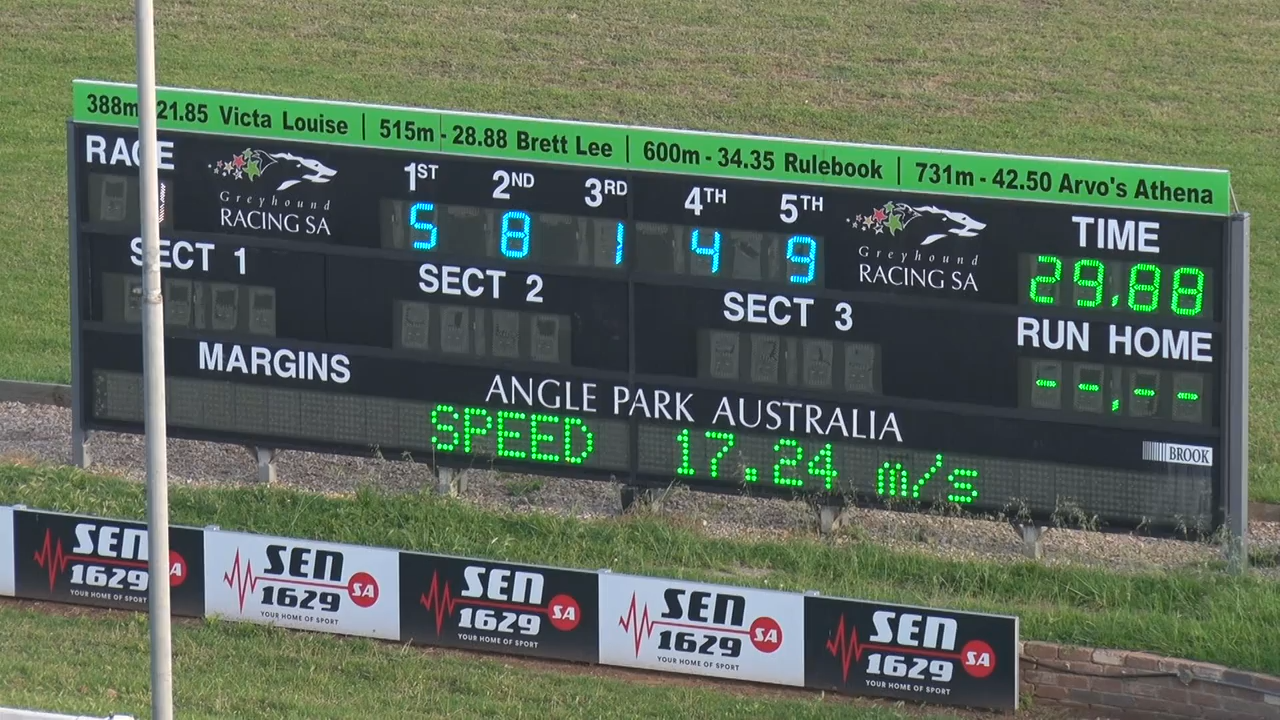 388m 21.85 Victa Louise | 515m - 28.88 Brett Lee | 600m - 34.35 Rulebook | 731m - 42.50 Arvo's Athena
RACE
1
Greyhound
RACING SA
1ST 2ND 3RD 4TH 5TH
5 8 1 4 9
Greyhound
RACING SA
TIME
29.88
SECT 1
SECT 2
SECT 3
RUN HOME
--.--
MARGINS
ANGLE PARK AUSTRALIA
SPEED 17.24 m/s
BROOK
SEN
1629
A
YOUR HOME OF SPORT
SEN
1629
SA
YOUR HOME OF SPORT
SEN
1629
SA
YOUR HOME OF SPORT
SEN
1629
SA
YOUR HOME OF SPORT
SEN
1629
SA
YOUR HOME OF SPORT